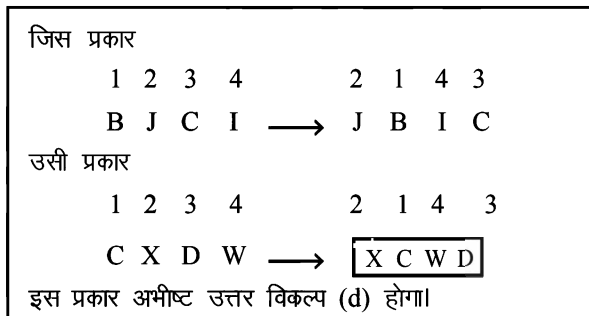 जिस प्रकार
1 2 3 4 2 1 4 3
B J C I ⟶ J B I C
उसी प्रकार
1 2 3 4 2 1 4 3
C X D W ⟶ X C W D
इस प्रकार अभीष्ट उत्तर विकल्प (d) होगा।